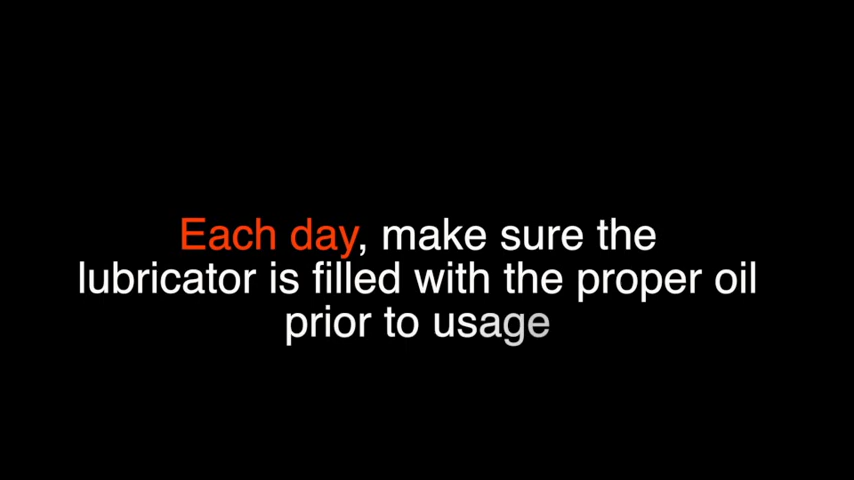 Each day, make sure the
lubricator is filled with the proper oil
prior to usage